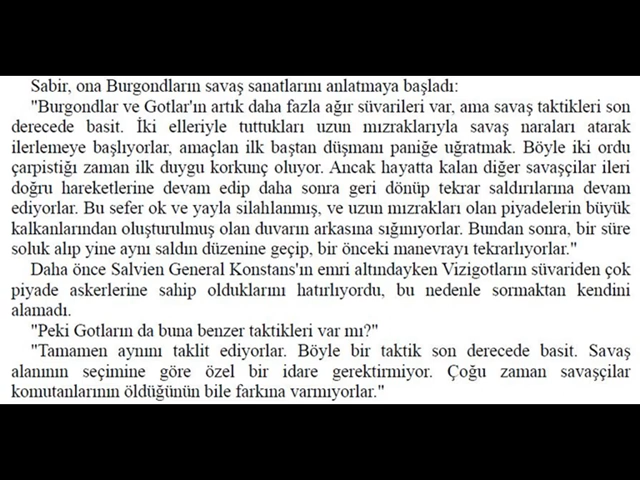 Sabir, ona Burgondların savaş sanatlarını anlatmaya başladı:
"Burgondlar ve Gotlar'ın artık daha fazla ağır süvarileri var, ama savaş taktikleri son
derecede basit. İki elleriyle tuttukları uzun mızraklarıyla savaş naraları atarak
ilerlemeye başlıyorlar, amaçlan ilk baştan düşmanı paniğe uğratmak. Böyle iki ordu
çarpistiğı zaman ilk duygu korkunç oluyor. Ancak hayatta kalan diğer savaşçılar ileri
doğru hareketlerine devam edip daha sonra geri dönüp tekrar saldırılarına devam
ediyorlar. Bu sefer ok ve yayla silahlanmış, ve uzun mızrakları olan piyadelerin büyük
kalkanlarından oluşturulmuş olan duvarın arkasına sığınıyorlar. Bundan sonra, bir süre
soluk alıp yine aynı saldın düzenine geçip, bir önceki manevrayı tekrarlıyorlar."
Daha önce Salvien General Konstans'ın emri altındayken Vizigotların süvariden çok
piyade askerlerine sahip olduklarını hatırlıyordu, bu nedenle sormaktan kendini
alamadı.
"Peki Gotların da buna benzer taktikleri var mı?"
"Tamamen aynını taklit ediyorlar. Böyle bir taktik son derecede basit. Savaş
alanının seçimine göre özel bir idare gerektirmiyor. Çoğu zaman savaşçılar
komutanlarının öldüğünün bile farkına varmıyorlar."